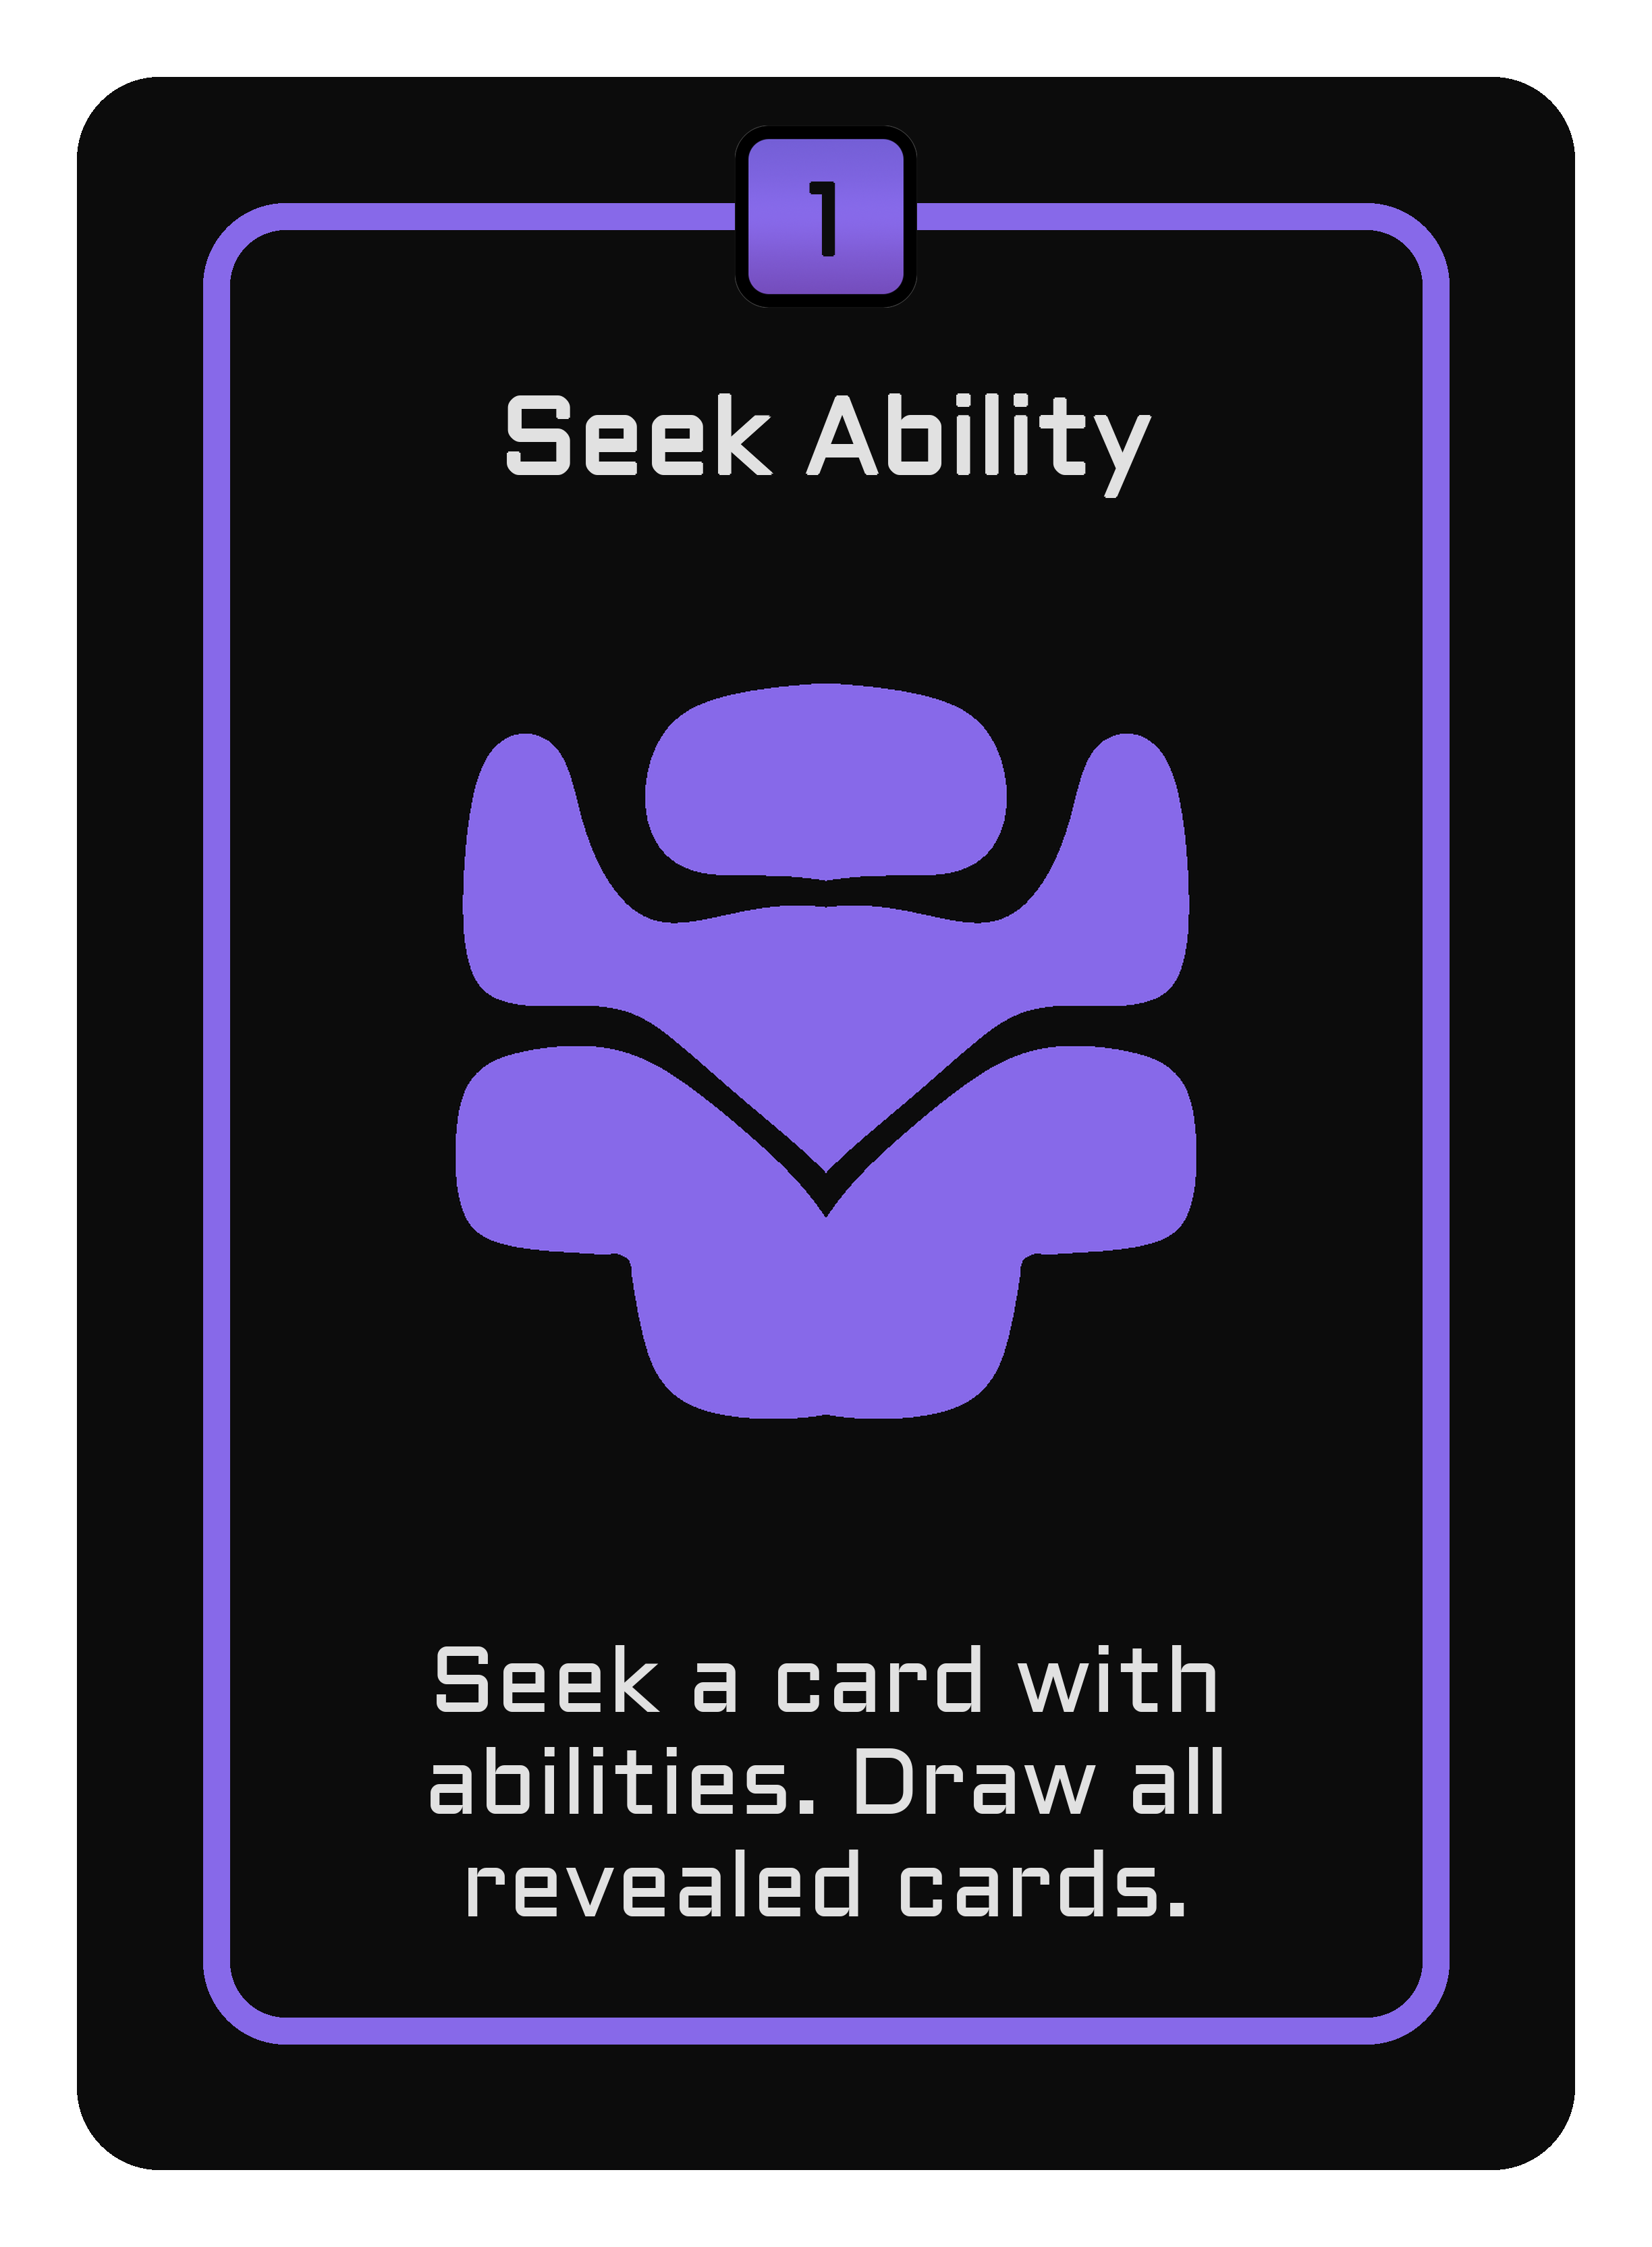 1
Seek Ability
Seek a card with
abilities. Draw all
revealed cards.